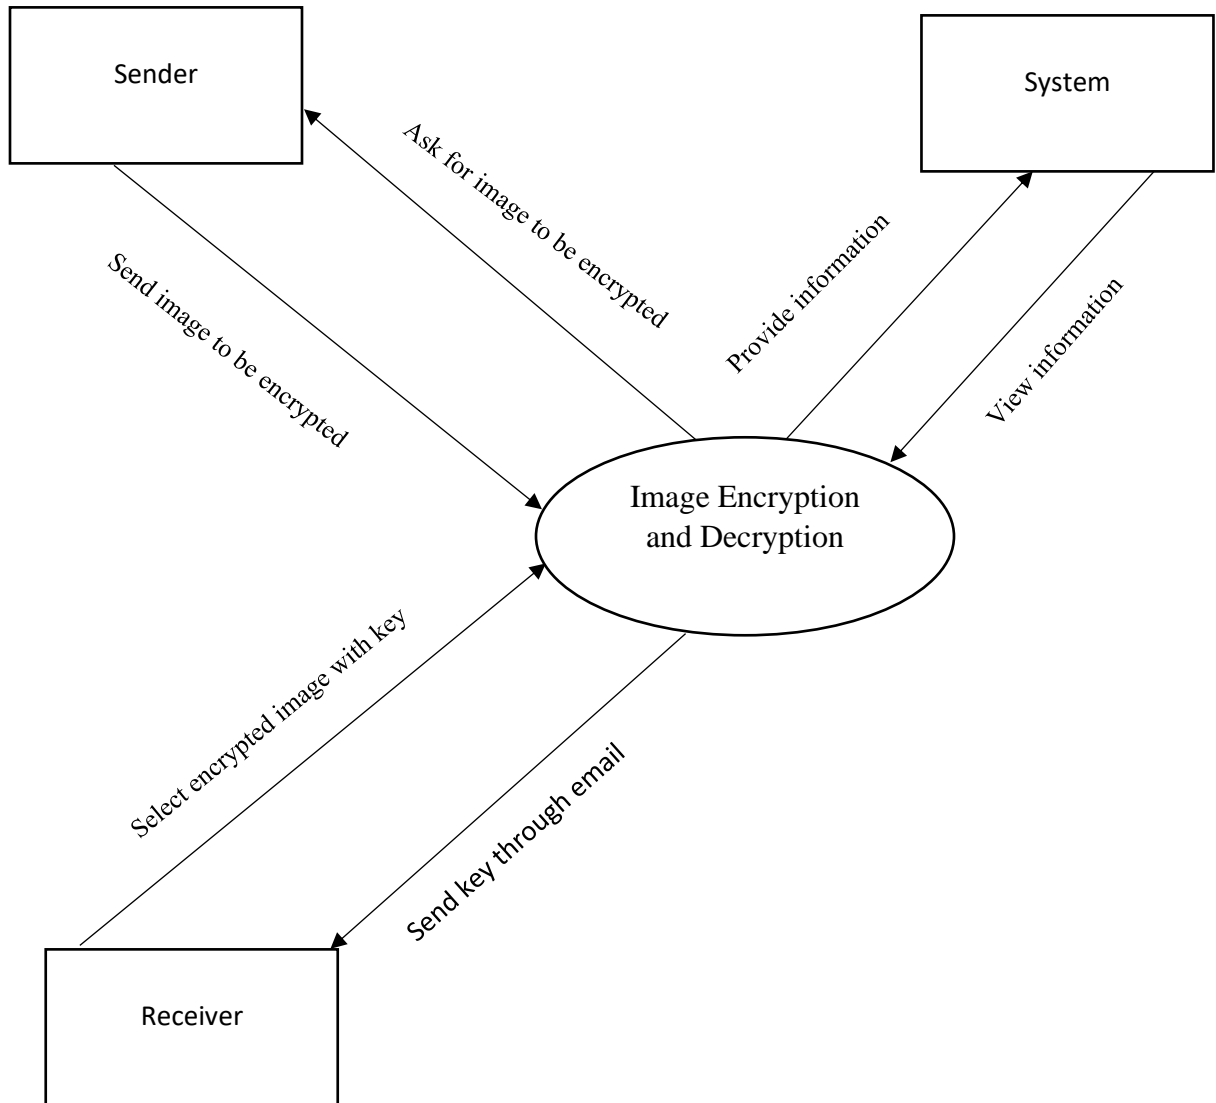 Sender
System
Ask for image to be encrypted
Provide information
Send image to be encrypted
View information
Image Encryption
and Decryption
Select encrypted image with key
Send key through email
Receiver